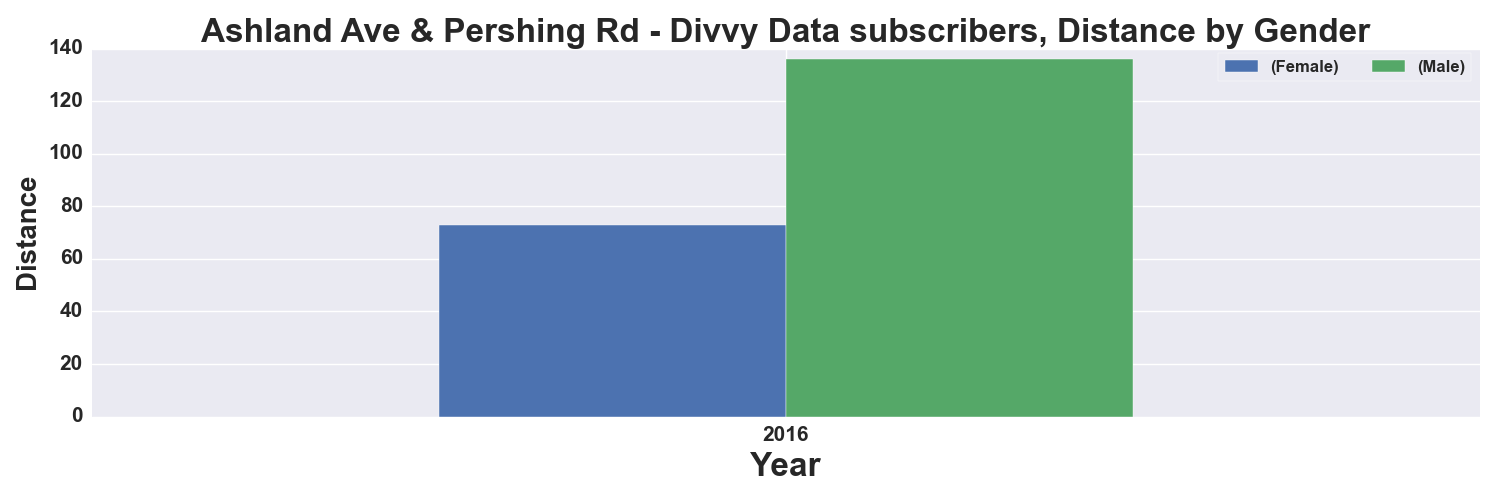 Ashland Ave & Pershing Rd - Divvy Data subscribers, Distance by Gender
140
(Female)
(Male)
120
100
80
60
40
20
0
Distance
2016
Year